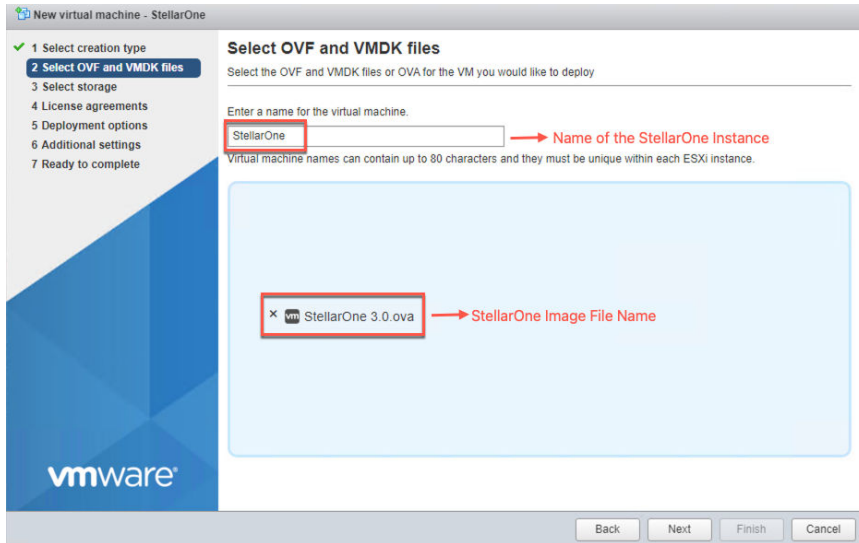 New virtual machine - StellarOne
1 Select creation type
2 Select OVF and VMDK files
3 Select storage
4 License agreements
5 Deployment options
6 Additional settings
7 Ready to complete
vmware®
Select OVF and VMDK files
Select the OVF and VMDK files or OVA for the VM you would like to deploy
Enter a name for the virtual machine.
StellarOne
Name of the StellarOne Instance
Virtual machine names can contain up to 80 characters and they must be unique within each ESXi instance.
× vm StellarOne 3.0.ova
StellarOne Image File Name
Back Next Finish Cancel